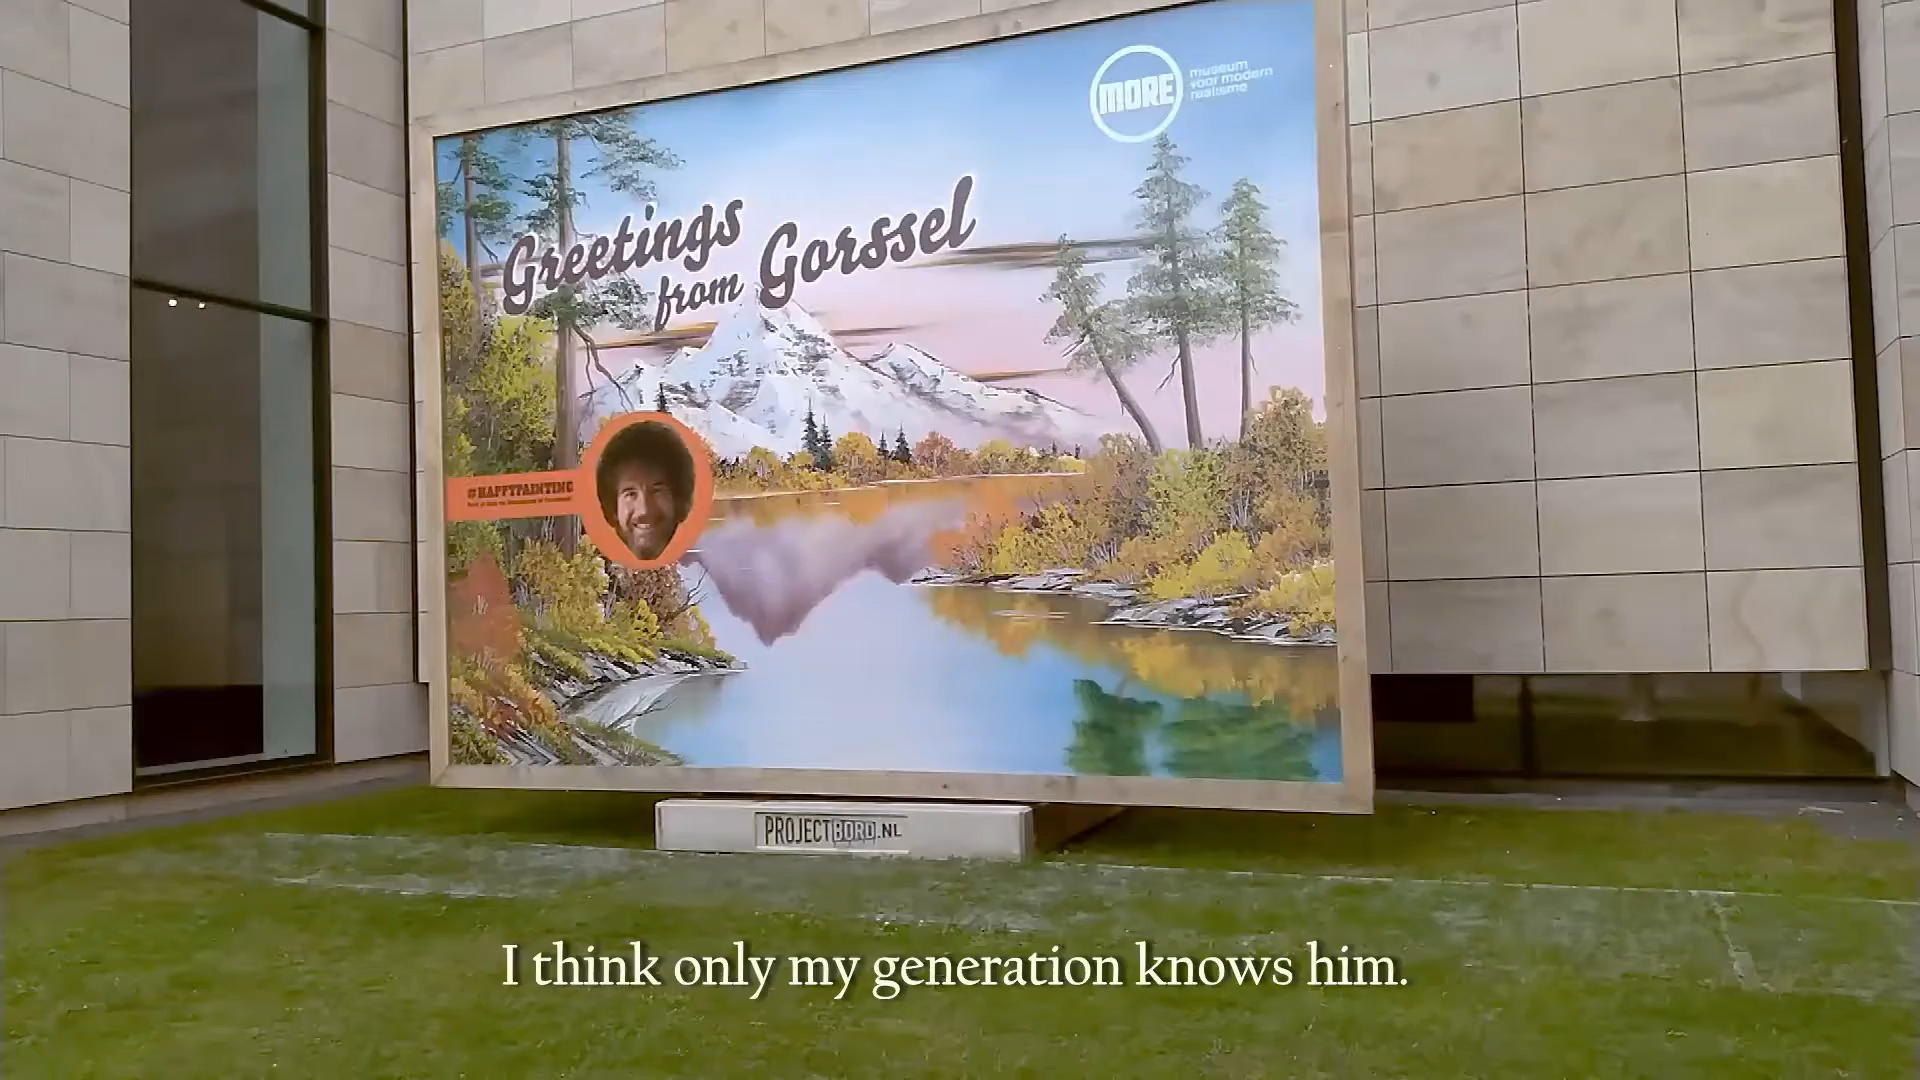 MORE
museum
voor modern
realisme
Greetings
from Gorssel
#HAPPYPAINTING
PROJECTBORD.NL
I think only my generation knows him.